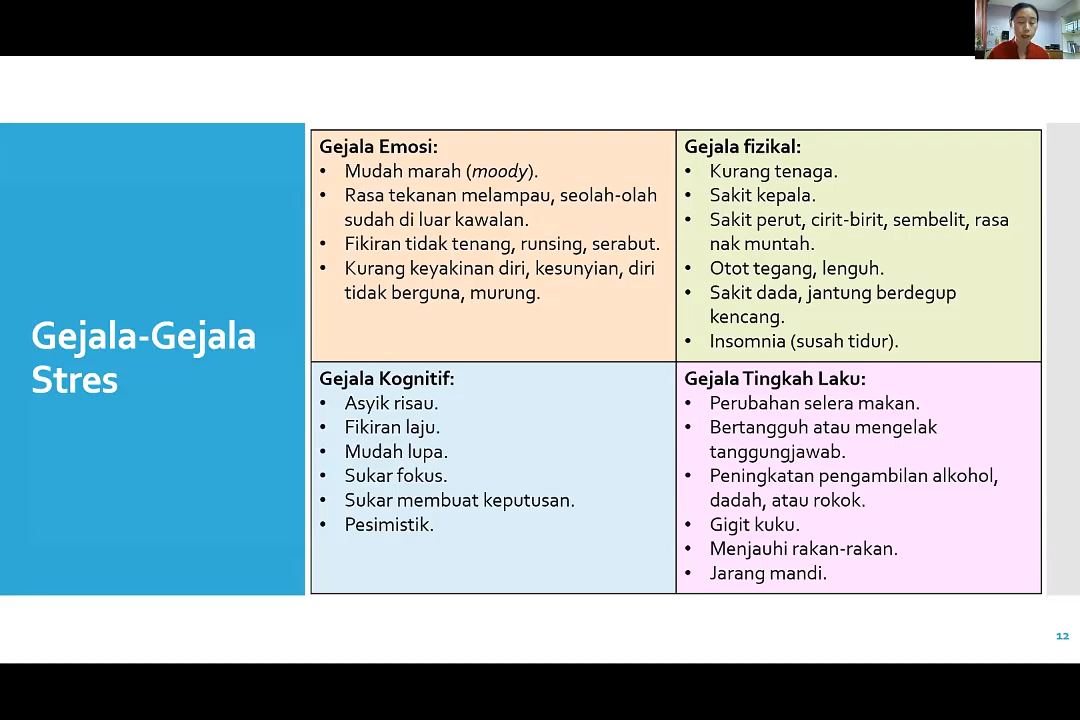 Gejala-Gejala
Stres
Gejala Emosi:
• Mudah marah (moody).
• Rasa tekanan melampau, seolah-olah
sudah di luar kawalan.
• Fikiran tidak tenang, runsing, serabut.
• Kurang keyakinan diri, kesunyian, diri
tidak berguna, murung.
Gejala fizikal:
• Kurang tenaga.
• Sakit kepala.
• Sakit perut, cirit-birit, sembelit, rasa
nak muntah.
• Otot tegang, lenguh.
• Sakit dada, jantung berdegup
kencang.
• Insomnia (susah tidur).
Gejala Kognitif:
• Asyik risau.
• Fikiran laju.
• Mudah lupa.
• Sukar fokus.
• Sukar membuat keputusan.
• Pesimistik.
Gejala Tingkah Laku:
• Perubahan selera makan.
• Bertangguh atau mengelak
tanggungjawab.
• Peningkatan pengambilan alkohol,
dadah, atau rokok.
• Gigit kuku.
• Menjauhi rakan-rakan.
• Jarang mandi.
12